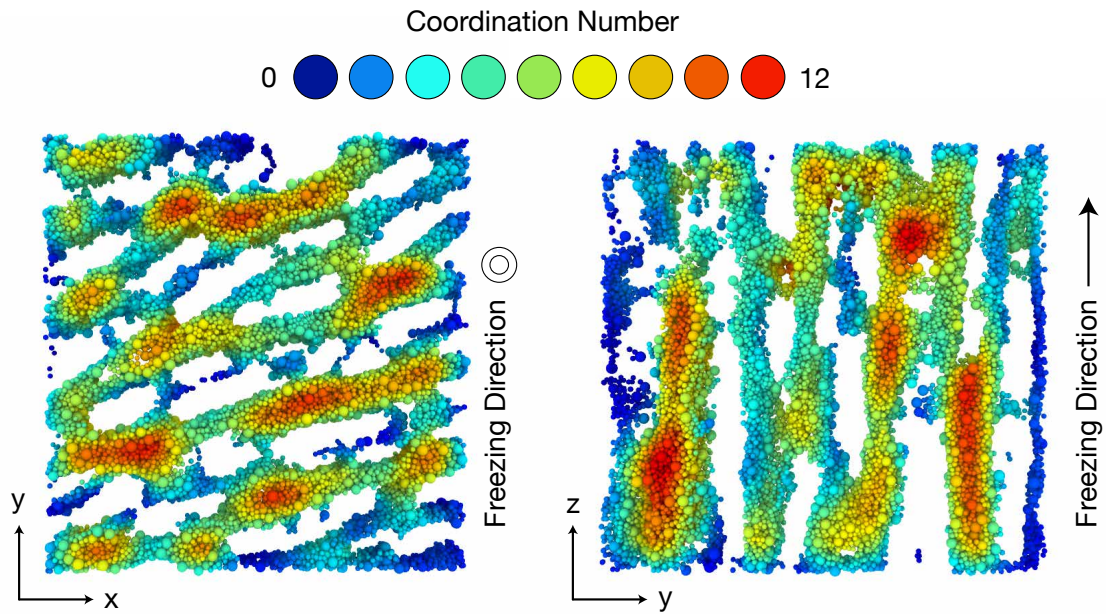 Coordination Number
0
12
Freezing Direction
y
x
Freezing Direction
z
y